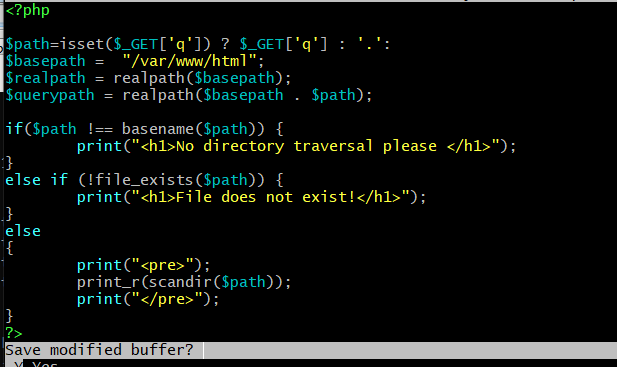 <?php
$path=isset($_GET['q']) ? $_GET['q'] : '.':
$basepath =  "/var/www/html";
$realpath = realpath($basepath);
$querypath = realpath($basepath . $path);
if($path !== basename($path)) {
        print("<h1>No directory traversal please </h1>");
}
else if (!file_exists($path)) {
        print("<h1>File does not exist!</h1>");
}
else
{
        print("<pre>");
        print_r(scandir($path));
        print("</pre>");
}
?>
Save modified buffer?
Y Yes